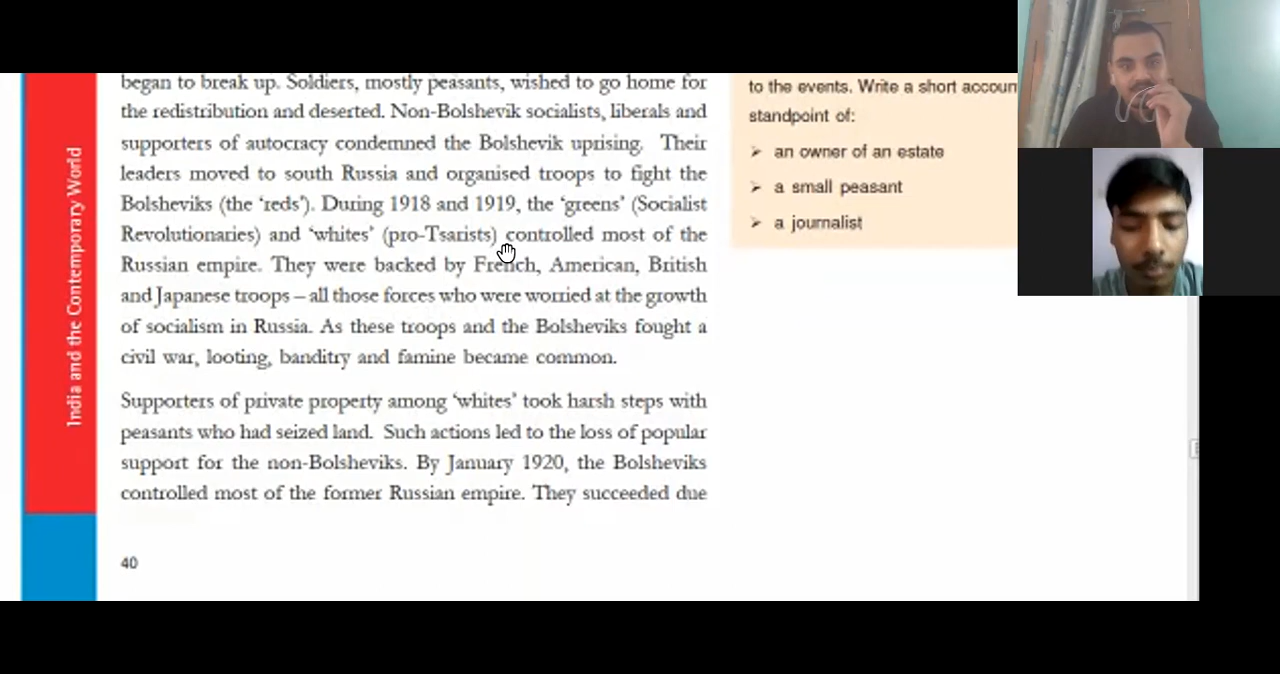 India and the Contemporary World
began to break up. Soldiers, mostly peasants, wished to go home for
the redistribution and deserted. Non-Bolshevik socialists, liberals and
supporters of autocracy condemned the Bolshevik uprising. Their
leaders moved to south Russia and organised troops to fight the
Bolsheviks (the ‘reds’). During 1918 and 1919, the ‘greens’ (Socialist
Revolutionaries) and ‘whites’ (pro-Tsarists) controlled most of the
Russian empire. They were backed by French, American, British
and Japanese troops – all those forces who were worried at the growth
of socialism in Russia. As these troops and the Bolsheviks fought a
civil war, looting, banditry and famine became common.
Supporters of private property among ‘whites’ took harsh steps with
peasants who had seized land. Such actions led to the loss of popular
support for the non-Bolsheviks. By January 1920, the Bolsheviks
controlled most of the former Russian empire. They succeeded due
40
to the events. Write a short accoun
standpoint of:
➢ an owner of an estate
➢ a small peasant
➢ a journalist